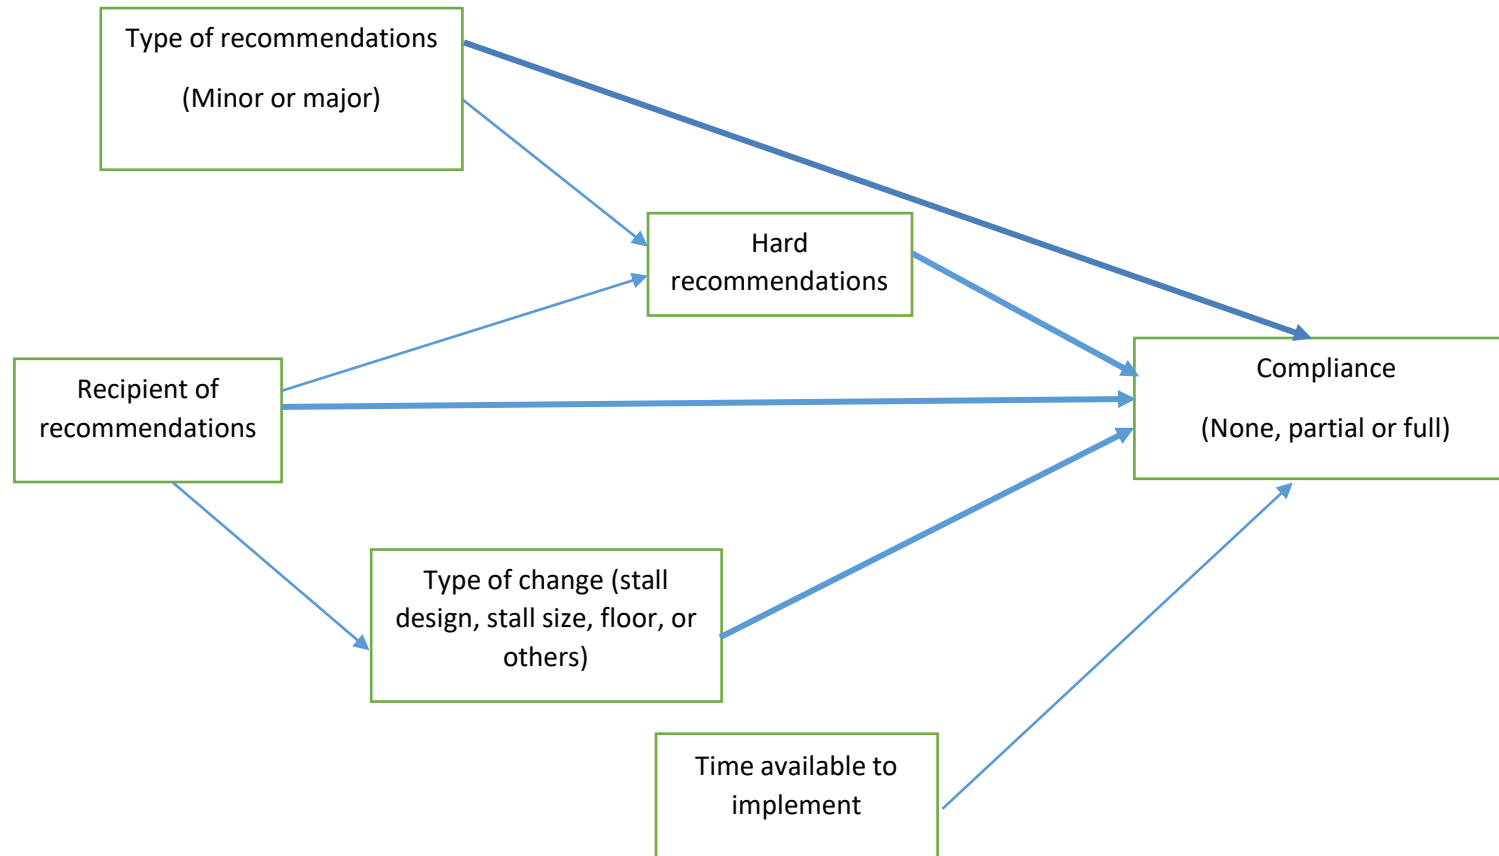 Type of recommendations
(Minor or major)
Hard
recommendations
Recipient of
recommendations
Compliance
(None, partial or full)
Type of change (stall
design, stall size, floor, or
others)
Time available to
implement